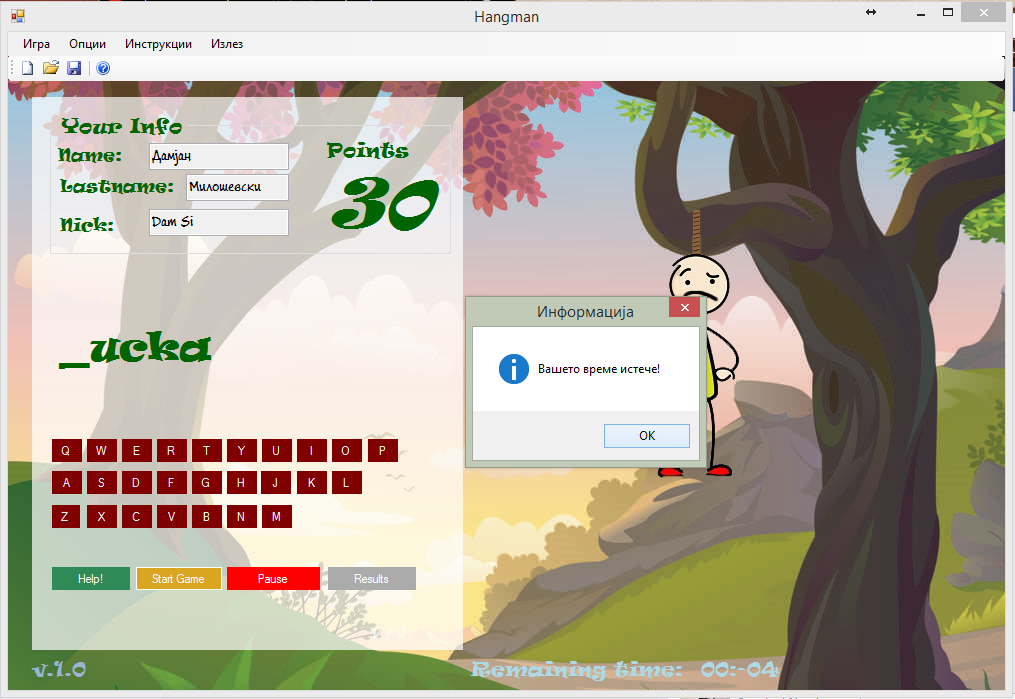 Hangman
Игра Опции Инструкции Излез
Your Info
Name: Дамјан
Points
Lastname: Милошевски
30
Nick: Dam Si
Информација
_иска
Вашето време истече!
OK
Q W E R T Y U I O P
A S D F G H J K L
Z X C V B N M
Help! Start Game Pause Results
v.1.0 Remaining time: 00:-04